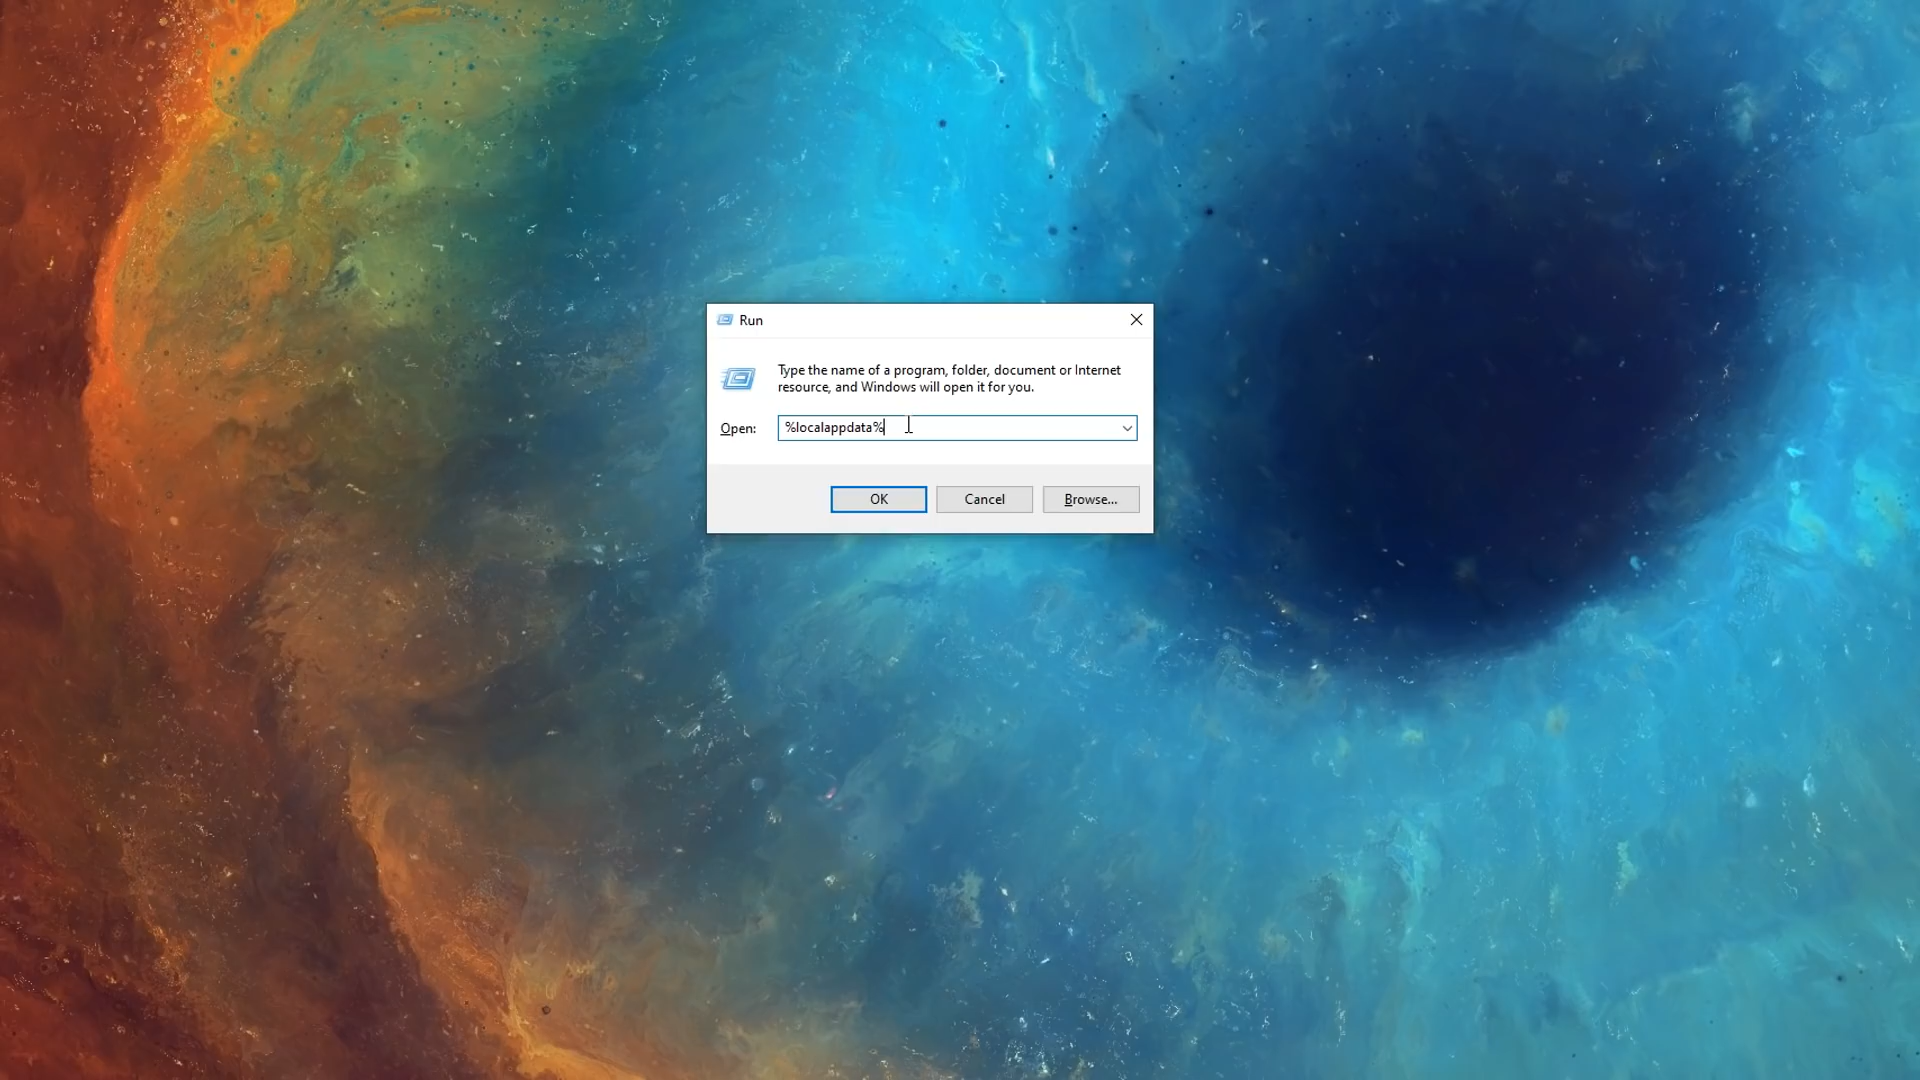 Run
Type the name of a program, folder, document or Internet
resource, and Windows will open it for you.
Open: %localappdata%
OK Cancel Browse...